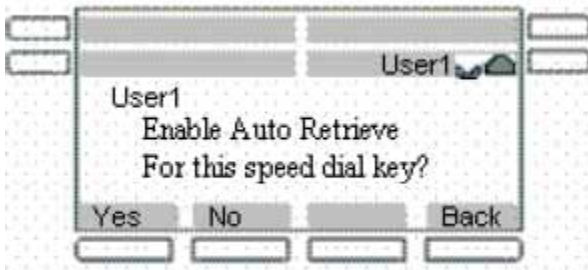 User1
User1
Enable Auto Retrieve
For this speed dial key?
Yes No Back